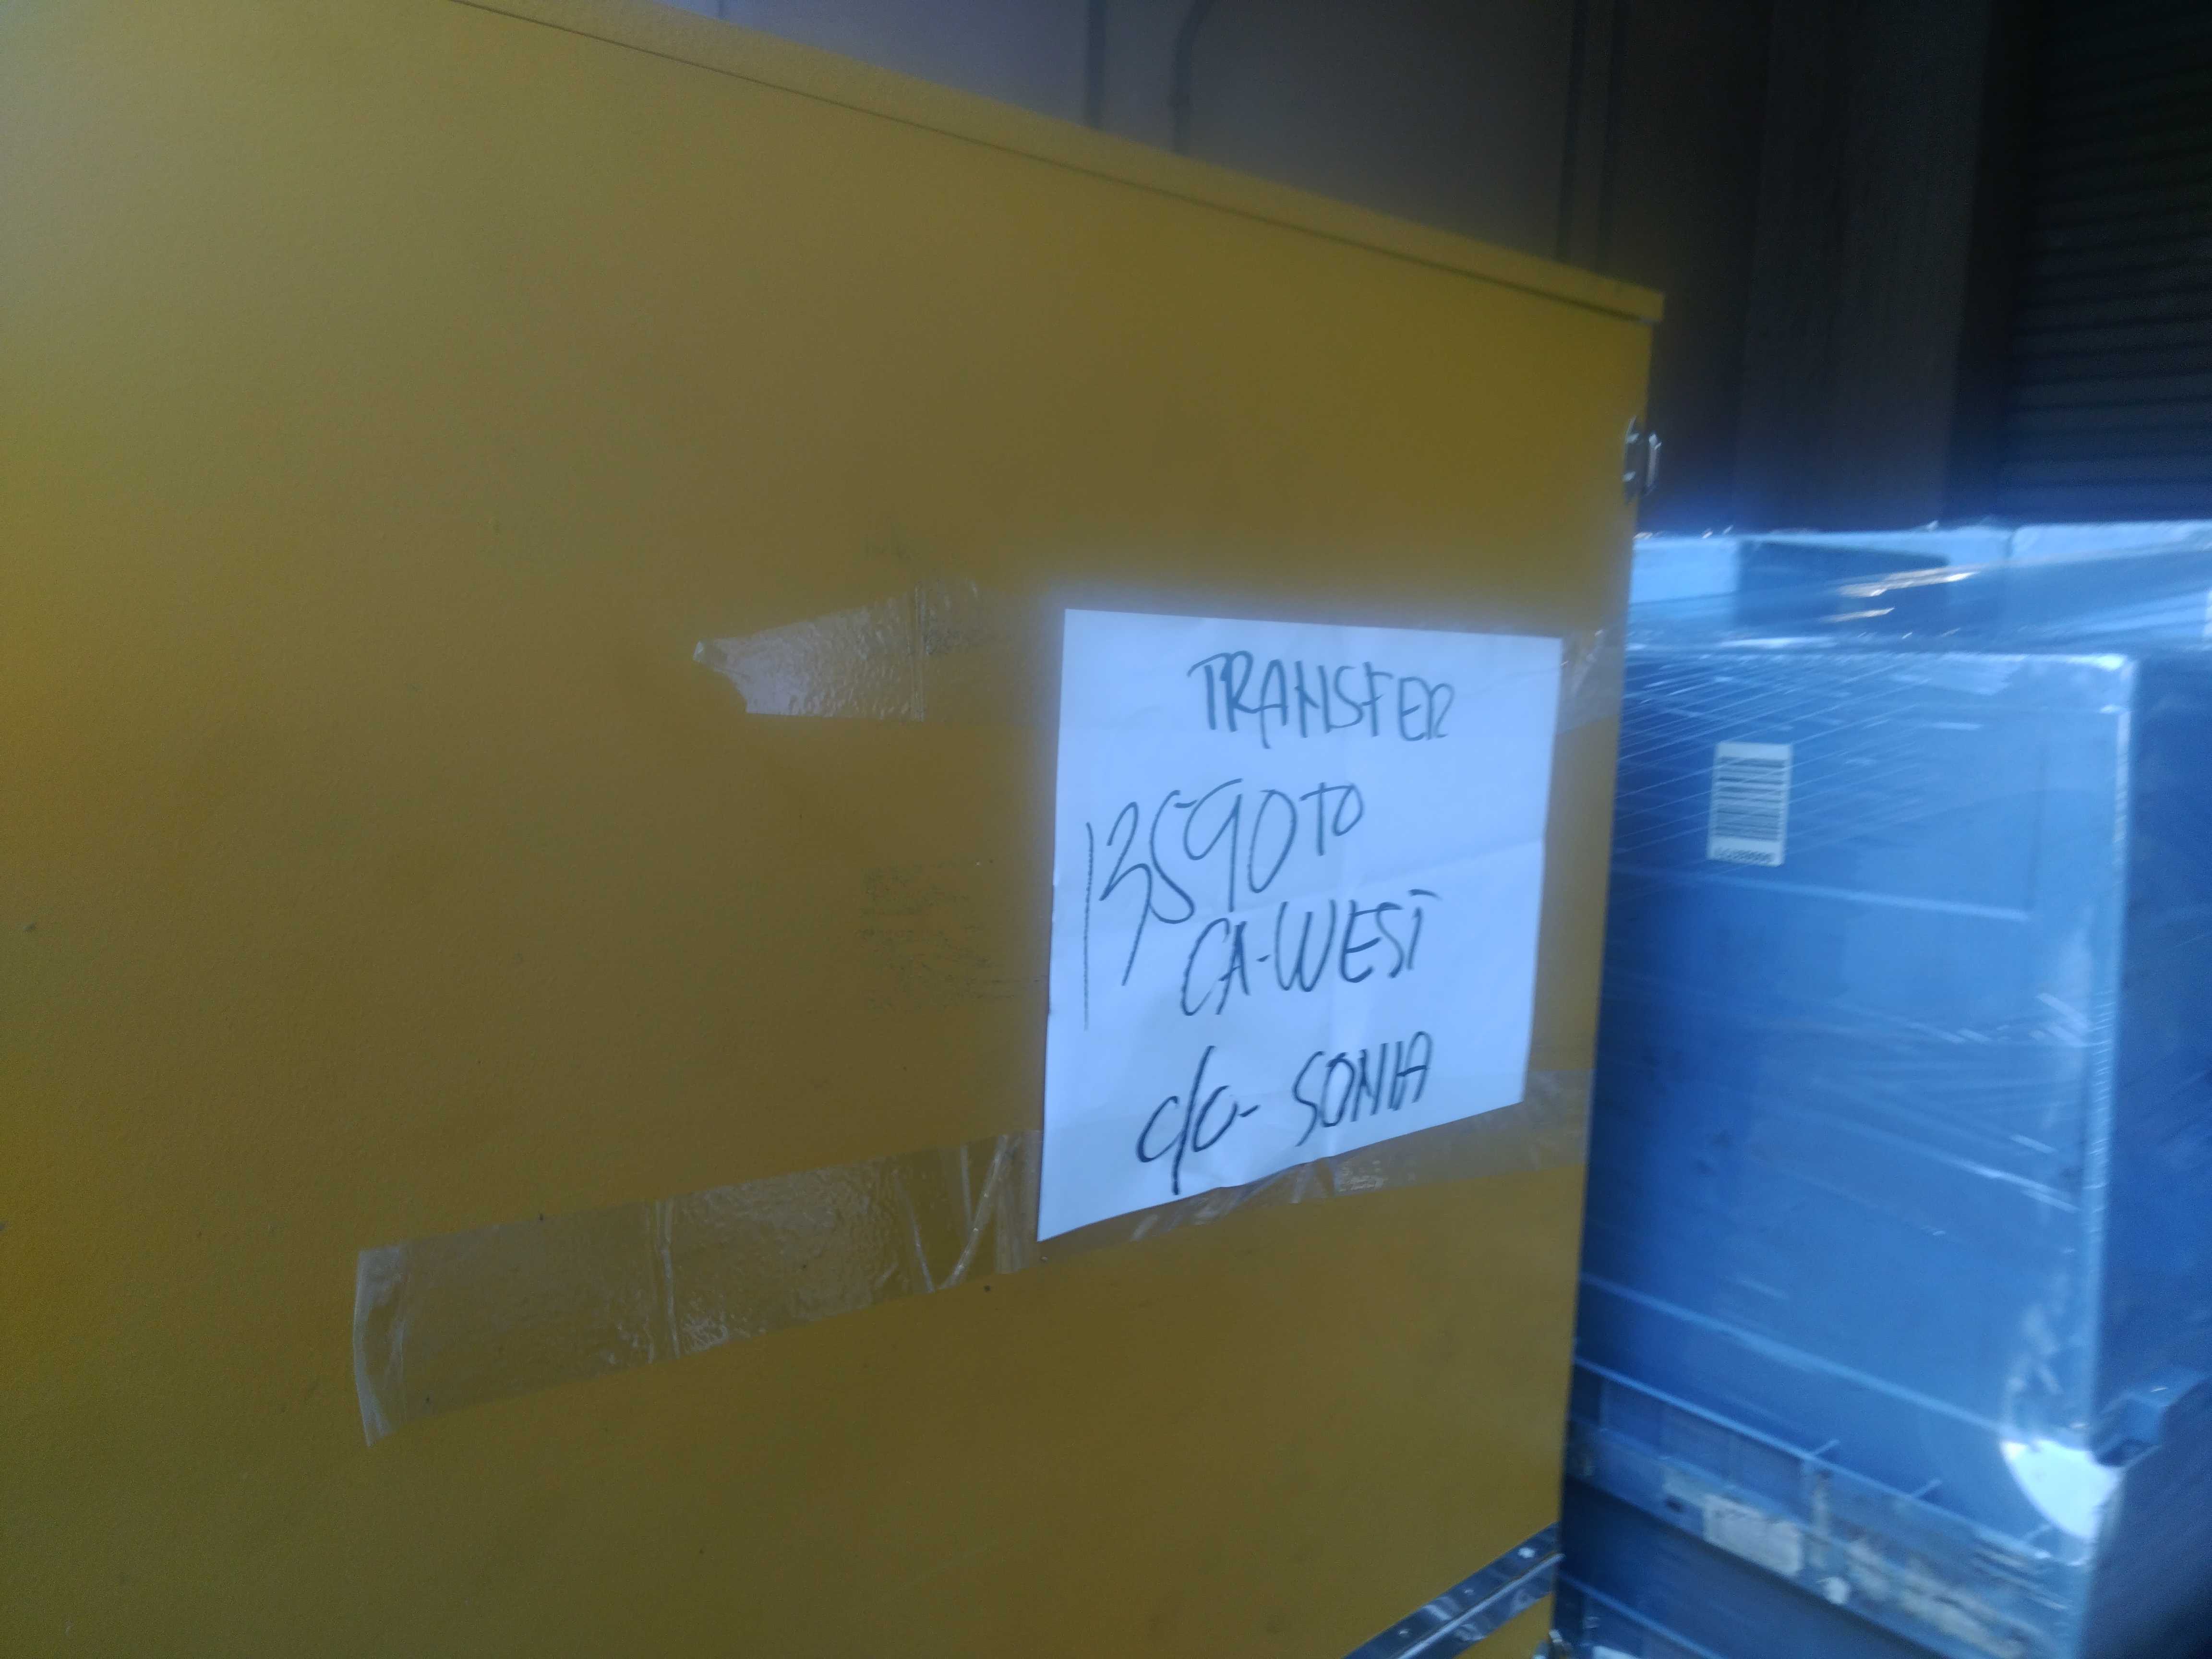 TRANSFER
13590 TO
CA-WEST
c/o- SONIA